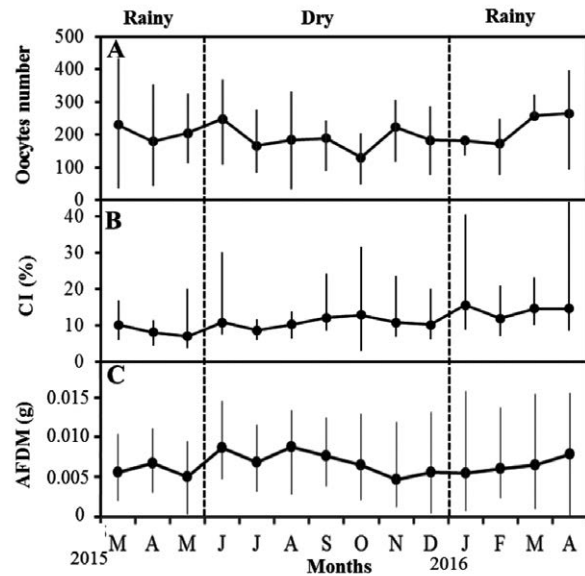 Rainy Dry Rainy
A
Oocytes number
500
400
300
200
100
0
B
CI (%)
40
30
20
10
0
C
AFDM (g)
0.015
0.010
0.005
0
M A M J J A S O N D J F M A
2015 Months 2016